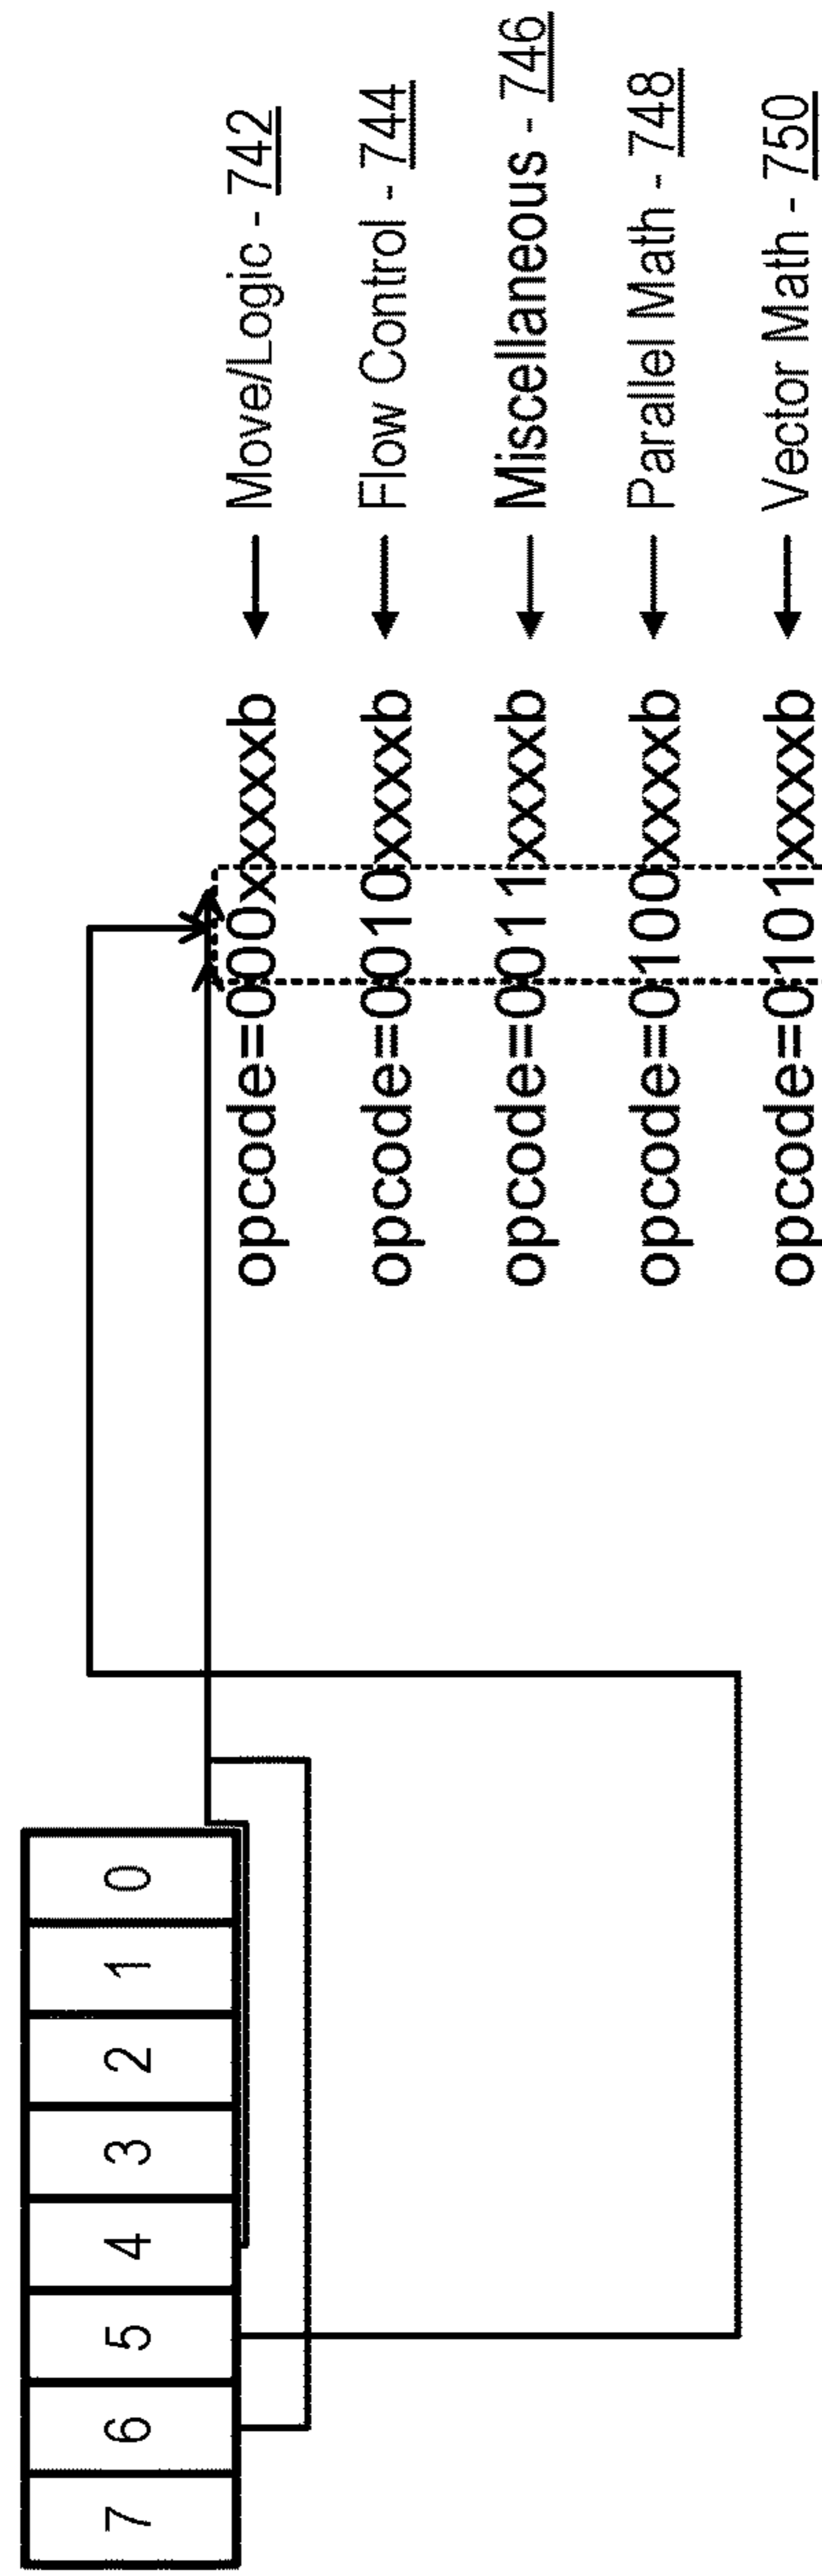 7 6 5 4 3 2 1 0
opcode=000xxxxxb ← Move/Logic - 742
opcode=0010xxxxb ← Flow Control - 744
opcode=0011xxxxb ← Miscellaneous - 746
opcode=0100xxxxb ← Parallel Math - 748
opcode=0101xxxxb ← Vector Math - 750